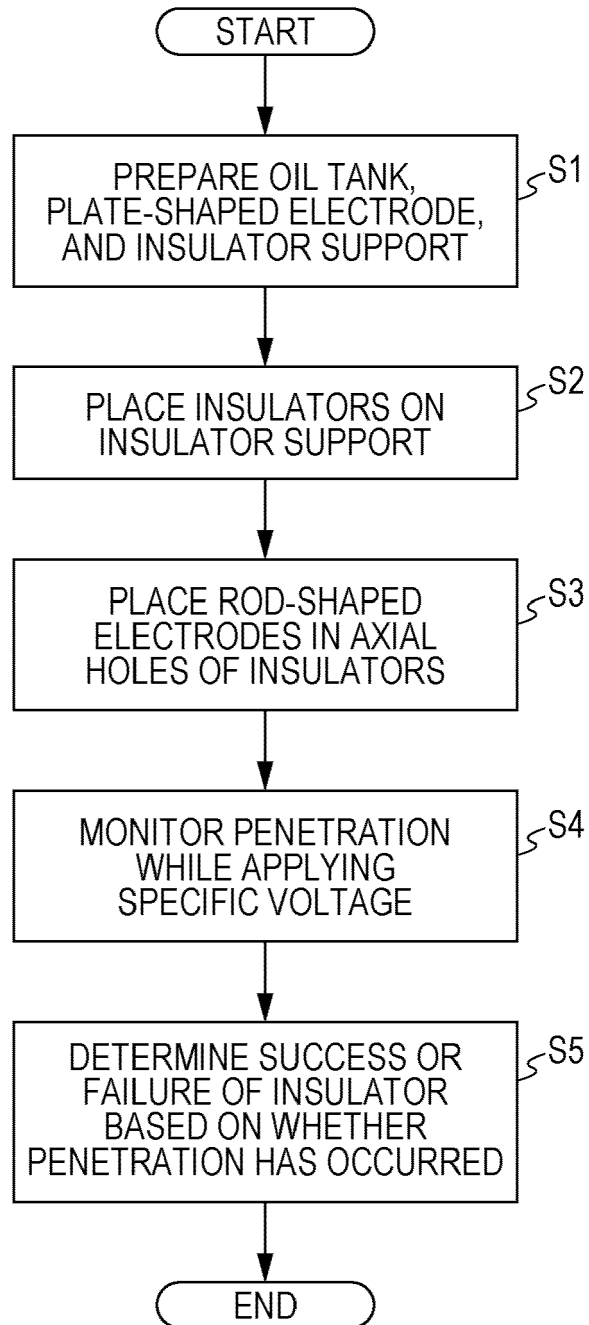 START
S1
PREPARE OIL TANK,
PLATE-SHAPED ELECTRODE,
AND INSULATOR SUPPORT
S2
PLACE INSULATORS ON
INSULATOR SUPPORT
S3
PLACE ROD-SHAPED
ELECTRODES IN AXIAL
HOLES OF INSULATORS
S4
MONITOR PENETRATION
WHILE APPLYING
SPECIFIC VOLTAGE
S5
DETERMINE SUCCESS OR
FAILURE OF INSULATOR
BASED ON WHETHER
PENETRATION HAS OCCURRED
END